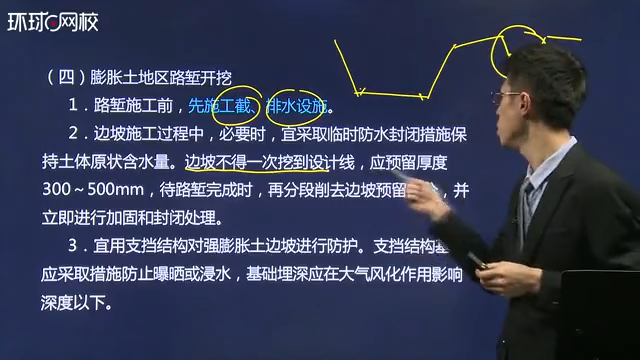 环球网校
（四）膨胀土地区路堑开挖
1．路堑施工前，先施工截、排水设施。
2．边坡施工过程中，必要时，宜采取临时防水封闭措施保
持土体原状含水量。边坡不得一次挖到设计线，应预留厚度
300～500mm，待路堑完成时，再分段削去边坡预留 ，并
立即进行加固和封闭处理。
3．宜用支挡结构对强膨胀土边坡进行防护。支挡结构基
应采取措施防止曝晒或浸水，基础埋深应在大气风化作用影响
深度以下。